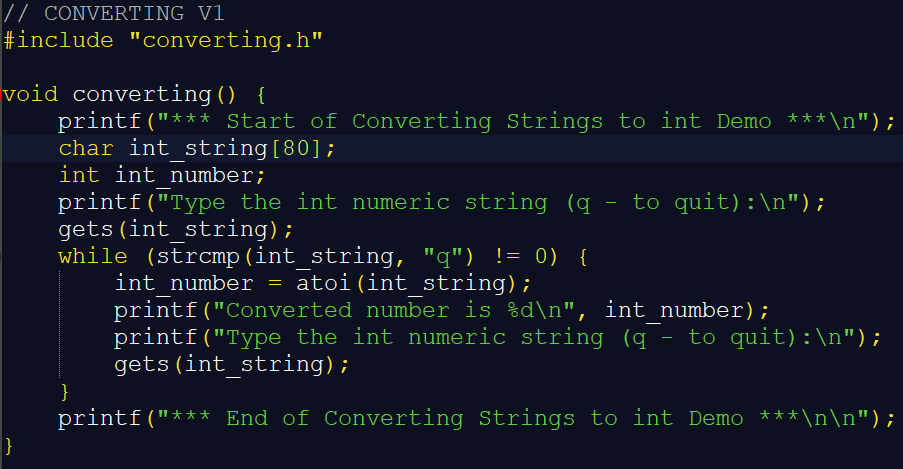 // CONVERTING V1
#include "converting.h"

void converting() {
    printf("*** Start of Converting Strings to int Demo ***\n");
    char int_string[80];
    int int_number;
    printf("Type the int numeric string (q - to quit):\n");
    gets(int_string);
    while (strcmp(int_string, "q") != 0) {
        int_number = atoi(int_string);
        printf("Converted number is %d\n", int_number);
        printf("Type the int numeric string (q - to quit):\n");
        gets(int_string);
    }
    printf("*** End of Converting Strings to int Demo ***\n\n");
}